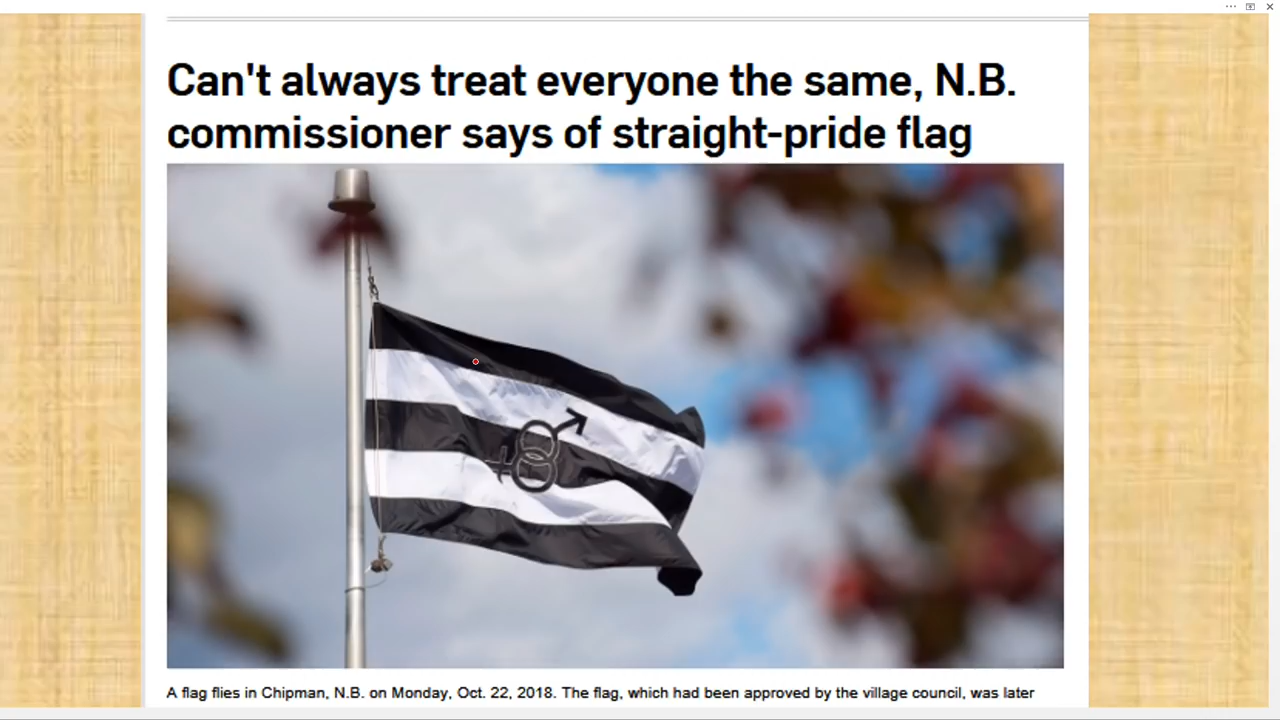 Can't always treat everyone the same, N.B.
commissioner says of straight-pride flag
A flag flies in Chipman, N.B. on Monday, Oct. 22, 2018. The flag, which had been approved by the village council, was later